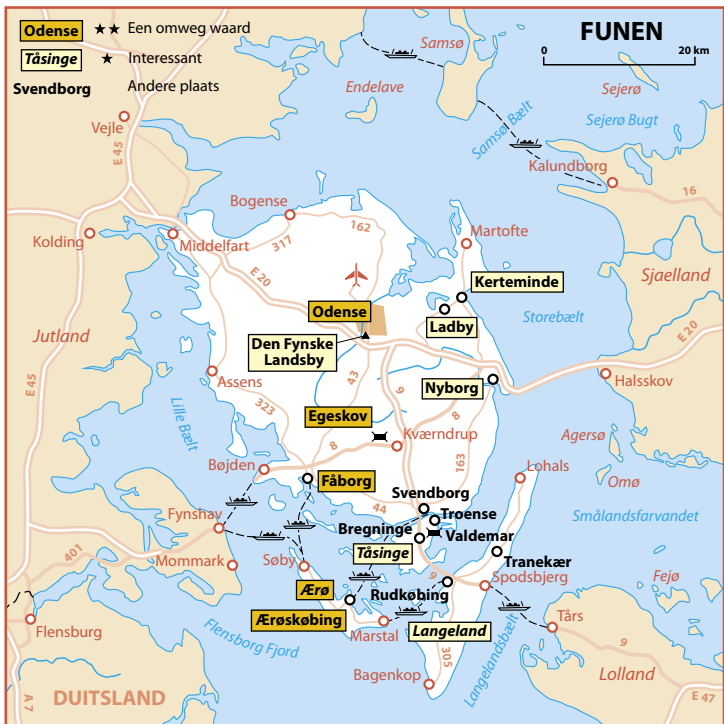 Odense ★★ Een omweg waard
Tåsinge ★ Interessant
Svendborg Andere plaats
FUNEN
0 20 km
Samsø
Endelave
Sejerø
Sejerø Bugt
Samsø Bælt
Vejle
E 45
Kalundborg
16
Bogense
162
317
Martofte
Kolding
Middelfart
E 20
Sjaelland
Kerteminde
Odense
Ladby
Storebælt
Jutland
Den Fynske
Landsby
E 20
E 45
43
9
Nyborg
Halsskov
Assens
323
Lille Bælt
Egeskov
8
8
Kværndrup
163
Agersø
Bøjden
Fåborg
Lohals
Omø
44
Svendborg
Smålandsfarvandet
Fynshav
Troense
Bregninge
Valdemar
401
Mommark
Søby
Tåsinge
Tranekær
Ærø
9
Rudkøbing
Spodsbjerg
Fejø
Ærøskøbing
Flensburg
Flensborg Fjord
Marstal
Langeland
Langelandsbælt
Tårs
9
305
Bagenkop
Lolland
A 7
DUITSLAND
E 47